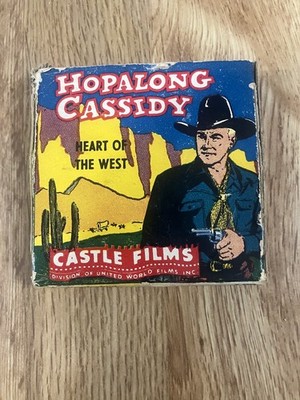 HOPALONG
CASSIDY
HEART OF
THE WEST
CASTLE FILMS
DIVISION OF UNITED WORLD FILMS INC